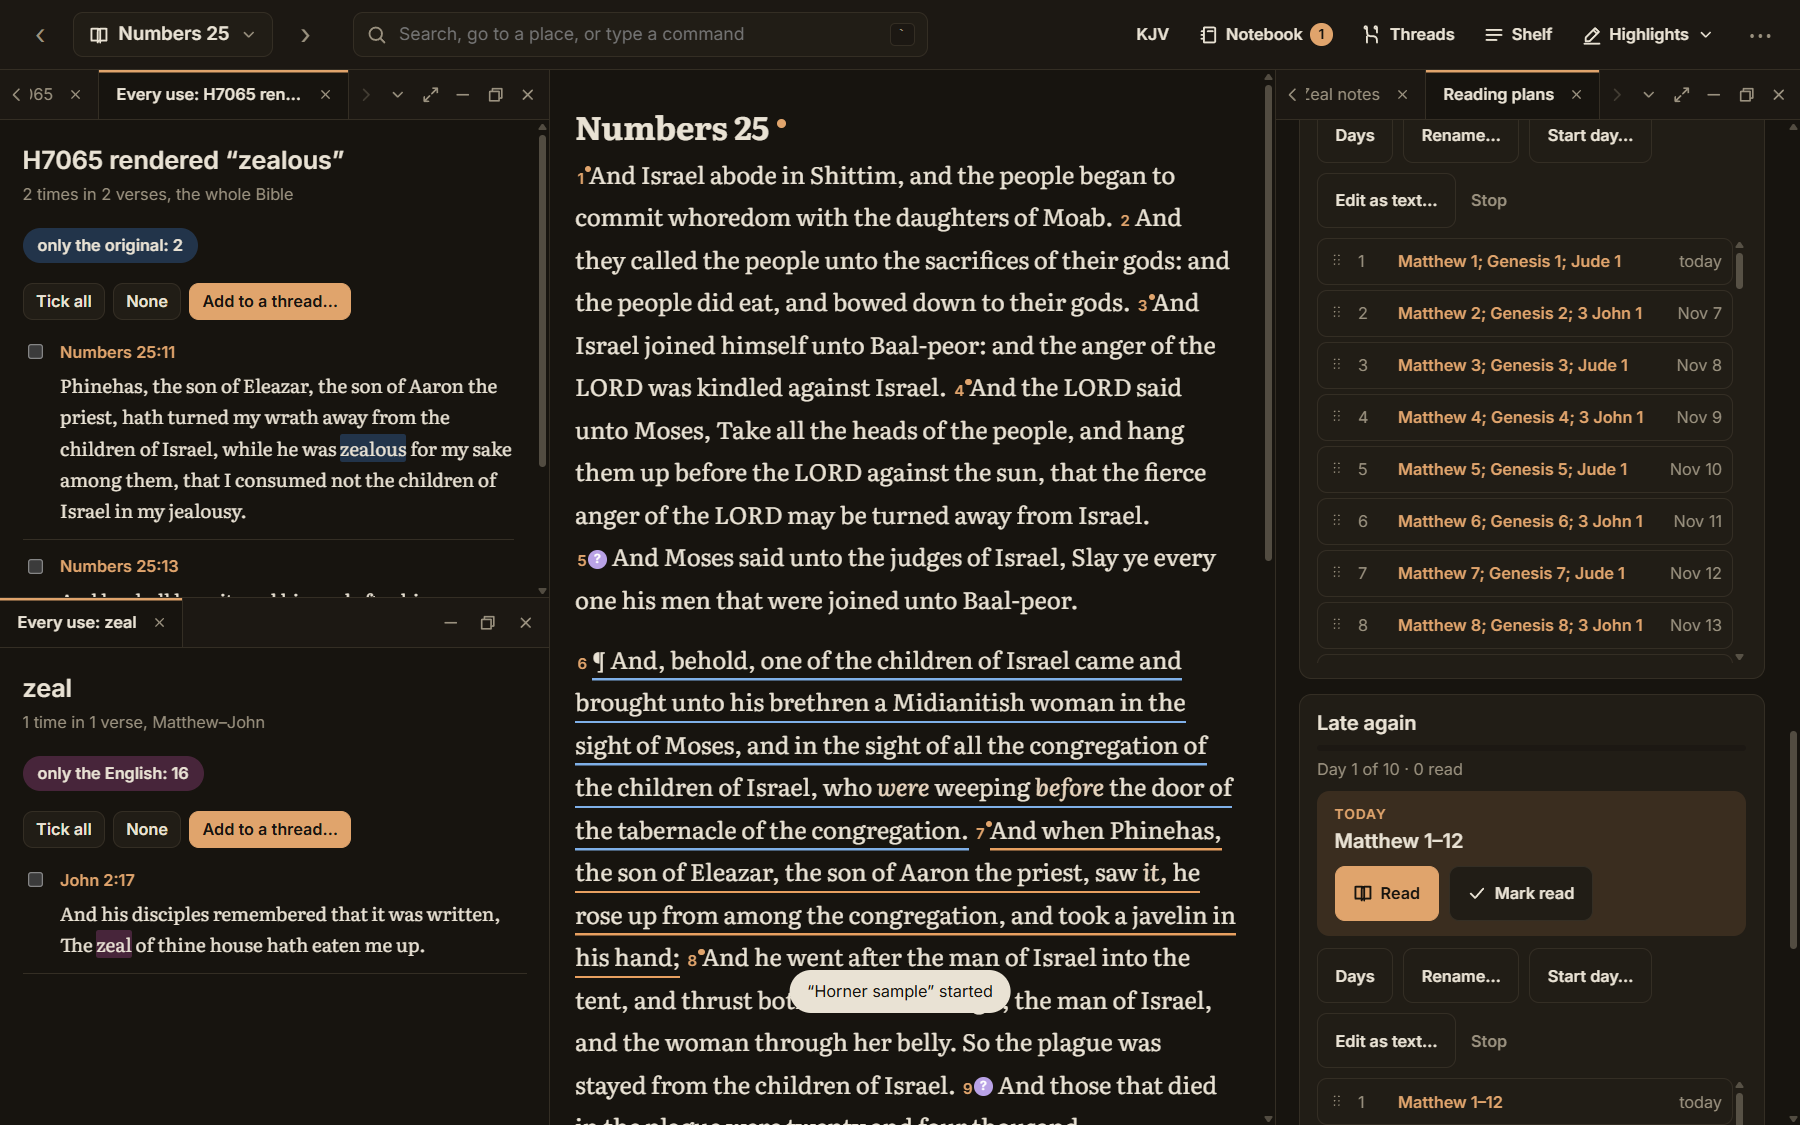 Numbers 25
Search, go to a place, or type a command
`
KJV
Notebook 1
Threads
Shelf
Highlights
Every use: H7065 ren...
H7065 rendered “zealous”
2 times in 2 verses, the whole Bible
only the original: 2
Tick all
None
Add to a thread...
Numbers 25:11
Phinehas, the son of Eleazar, the son of Aaron the
priest, hath turned my wrath away from the
children of Israel, while he was zealous for my sake
among them, that I consumed not the children of
Israel in my jealousy.
Numbers 25:13
Every use: zeal
zeal
1 time in 1 verse, Matthew–John
only the English: 16
Tick all
None
Add to a thread...
John 2:17
And his disciples remembered that it was written,
The zeal of thine house hath eaten me up.
Numbers 25
1 And Israel abode in Shittim, and the people began to
commit whoredom with the daughters of Moab. 2 And
they called the people unto the sacrifices of their gods: and
the people did eat, and bowed down to their gods. 3 And
Israel joined himself unto Baal-peor: and the anger of the
LORD was kindled against Israel. 4 And the LORD said
unto Moses, Take all the heads of the people, and hang
them up before the LORD against the sun, that the fierce
anger of the LORD may be turned away from Israel.
5 ? And Moses said unto the judges of Israel, Slay ye every
one his men that were joined unto Baal-peor.
6 ¶ And, behold, one of the children of Israel came and
brought unto his brethren a Midianitish woman in the
sight of Moses, and in the sight of all the congregation of
the children of Israel, who were weeping before the door of
the tabernacle of the congregation. 7 And when Phinehas,
the son of Eleazar, the son of Aaron the priest, saw it, he
rose up from among the congregation, and took a javelin in
his hand; 8 And he went after the man of Israel into the
tent, and thrust the man of Israel,
“Horner sample” started
and the woman through her belly. So the plague was
stayed from the children of Israel. 9 ? And those that died
in the plague were twenty and four thousand.
Zeal notes
Reading plans
Days
Rename...
Start day...
Edit as text...
Stop
1 Matthew 1; Genesis 1; Jude 1 today
2 Matthew 2; Genesis 2; 3 John 1 Nov 7
3 Matthew 3; Genesis 3; Jude 1 Nov 8
4 Matthew 4; Genesis 4; 3 John 1 Nov 9
5 Matthew 5; Genesis 5; Jude 1 Nov 10
6 Matthew 6; Genesis 6; 3 John 1 Nov 11
7 Matthew 7; Genesis 7; Jude 1 Nov 12
8 Matthew 8; Genesis 8; 3 John 1 Nov 13
Late again
Day 1 of 10 · 0 read
TODAY
Matthew 1–12
Read
Mark read
Days
Rename...
Start day...
Edit as text...
Stop
1 Matthew 1–12 today